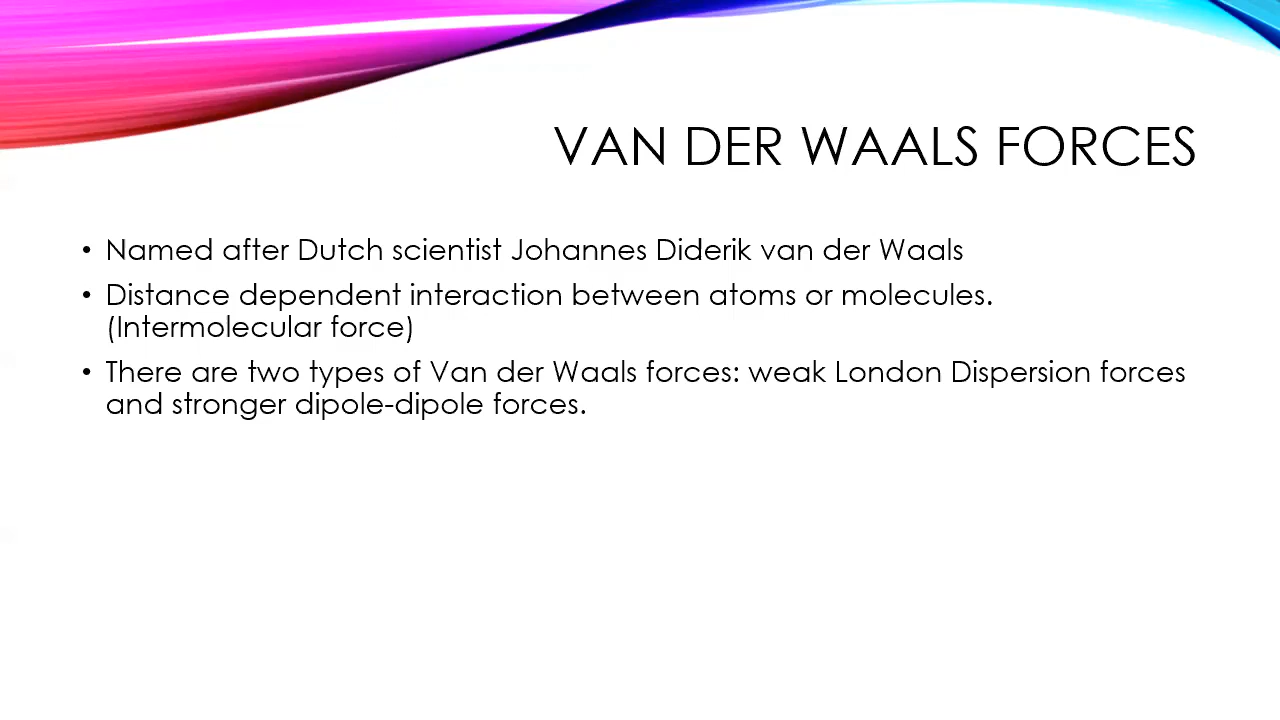 VAN DER WAALS FORCES
• Named after Dutch scientist Johannes Diderik van der Waals
• Distance dependent interaction between atoms or molecules.
(Intermolecular force)
• There are two types of Van der Waals forces: weak London Dispersion forces
and stronger dipole-dipole forces.